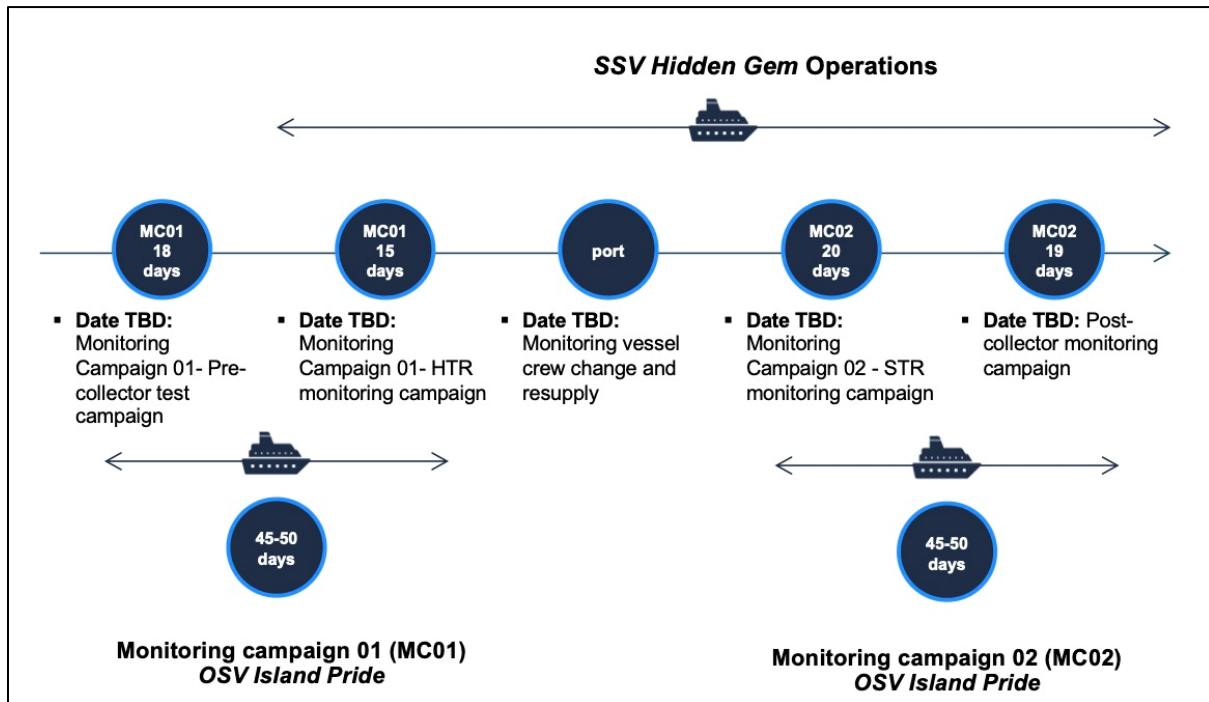 SSV Hidden Gem Operations
MC01
18
days
MC01
15
days
port
MC02
20
days
MC02
19
days
▪ Date TBD:
Monitoring
Campaign 01- Pre-
collector test
campaign
▪ Date TBD:
Monitoring
Campaign 01- HTR
monitoring campaign
▪ Date TBD:
Monitoring vessel
crew change and
resupply
▪ Date TBD:
Monitoring
Campaign 02 - STR
monitoring campaign
▪ Date TBD: Post-
collector monitoring
campaign
45-50
days
45-50
days
Monitoring campaign 01 (MC01)
OSV Island Pride
Monitoring campaign 02 (MC02)
OSV Island Pride